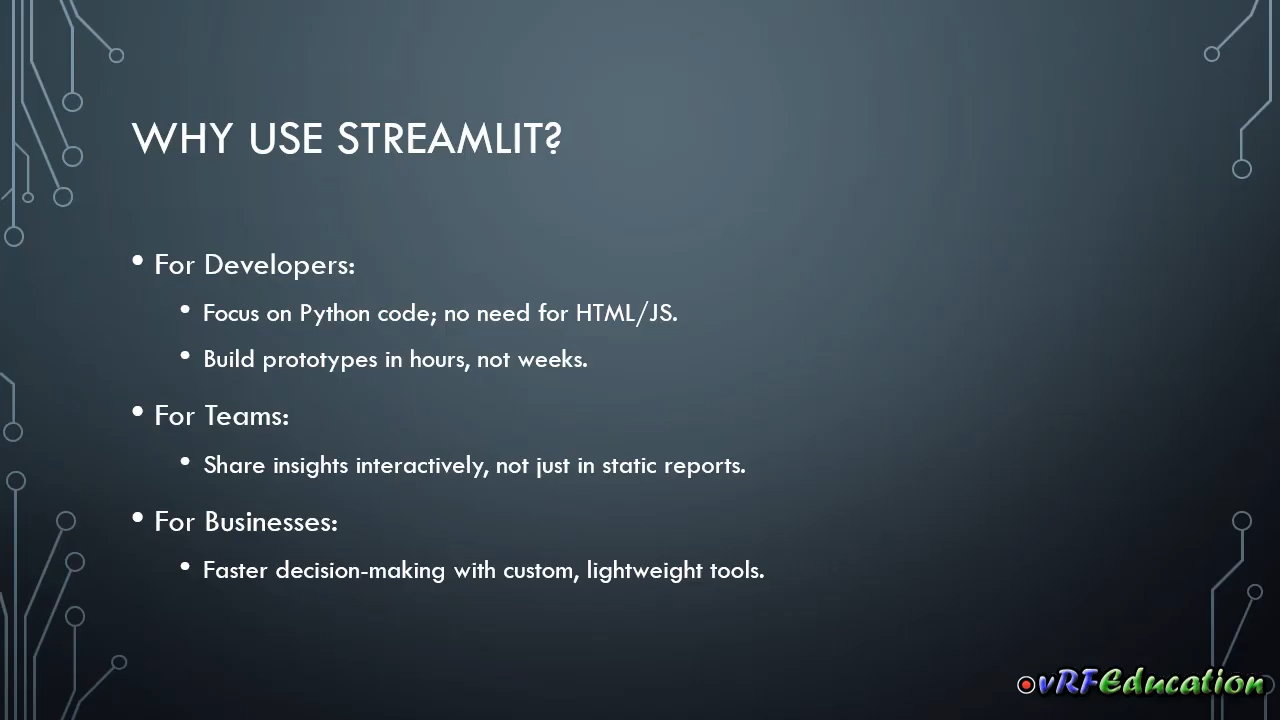 WHY USE STREAMLIT?
• For Developers:
• Focus on Python code; no need for HTML/JS.
• Build prototypes in hours, not weeks.
• For Teams:
• Share insights interactively, not just in static reports.
• For Businesses:
• Faster decision-making with custom, lightweight tools.
vRFEducation